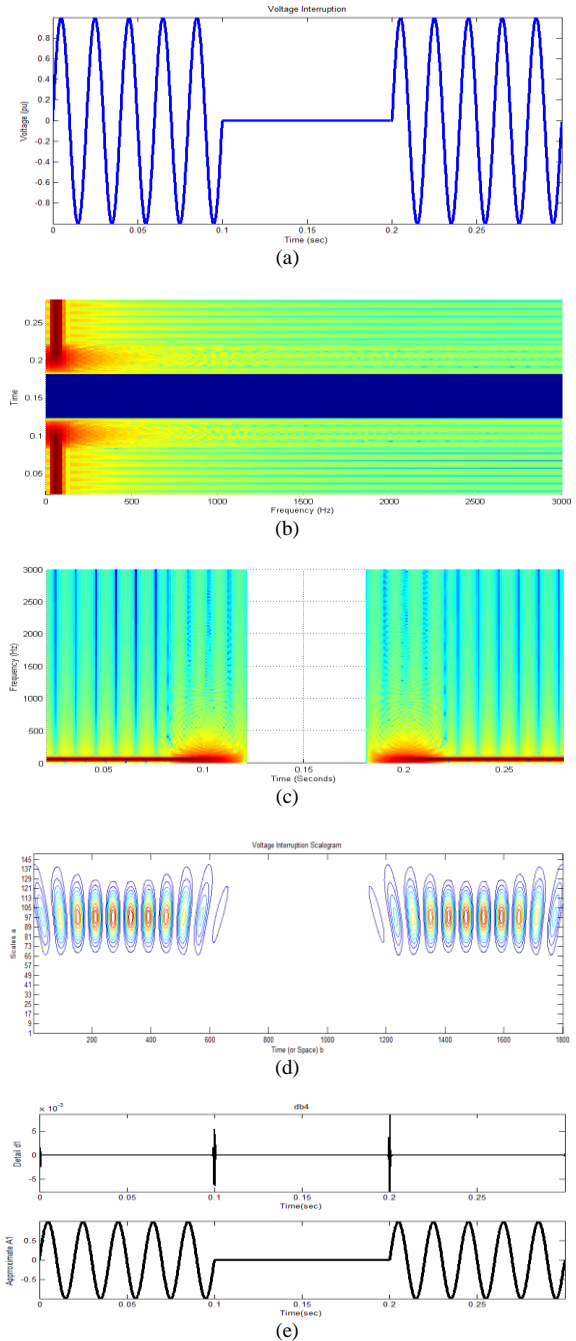 Voltage Interruption
Voltage (pu)
0.8
0.6
0.4
0.2
0
-0.2
-0.4
-0.6
-0.8
0 0.05 0.1 0.15 0.2 0.25
Time (sec)
(a)
Time
0.25
0.2
0.15
0.1
0.05
0 500 1000 1500 2000 2500 3000
Frequency (Hz)
(b)
Frequency (Hz)
3000
2500
2000
1500
1000
500
0
0.05 0.1 0.15 0.2 0.25
Time (Seconds)
(c)
Voltage Interruption Scalogram
Scales a
145
137
129
121
113
105
97
89
81
73
65
57
49
41
33
25
17
9
1
200 400 600 800 1000 1200 1400 1600 1800
Time (or Space) b
(d)
× 10⁻³
db4
Detail d1
5
0
-5
0 0.05 0.1 0.15 0.2 0.25
Time(sec)
Approximate A1
0.5
0
-0.5
0 0.05 0.1 0.15 0.2 0.25
Time(sec)
(e)